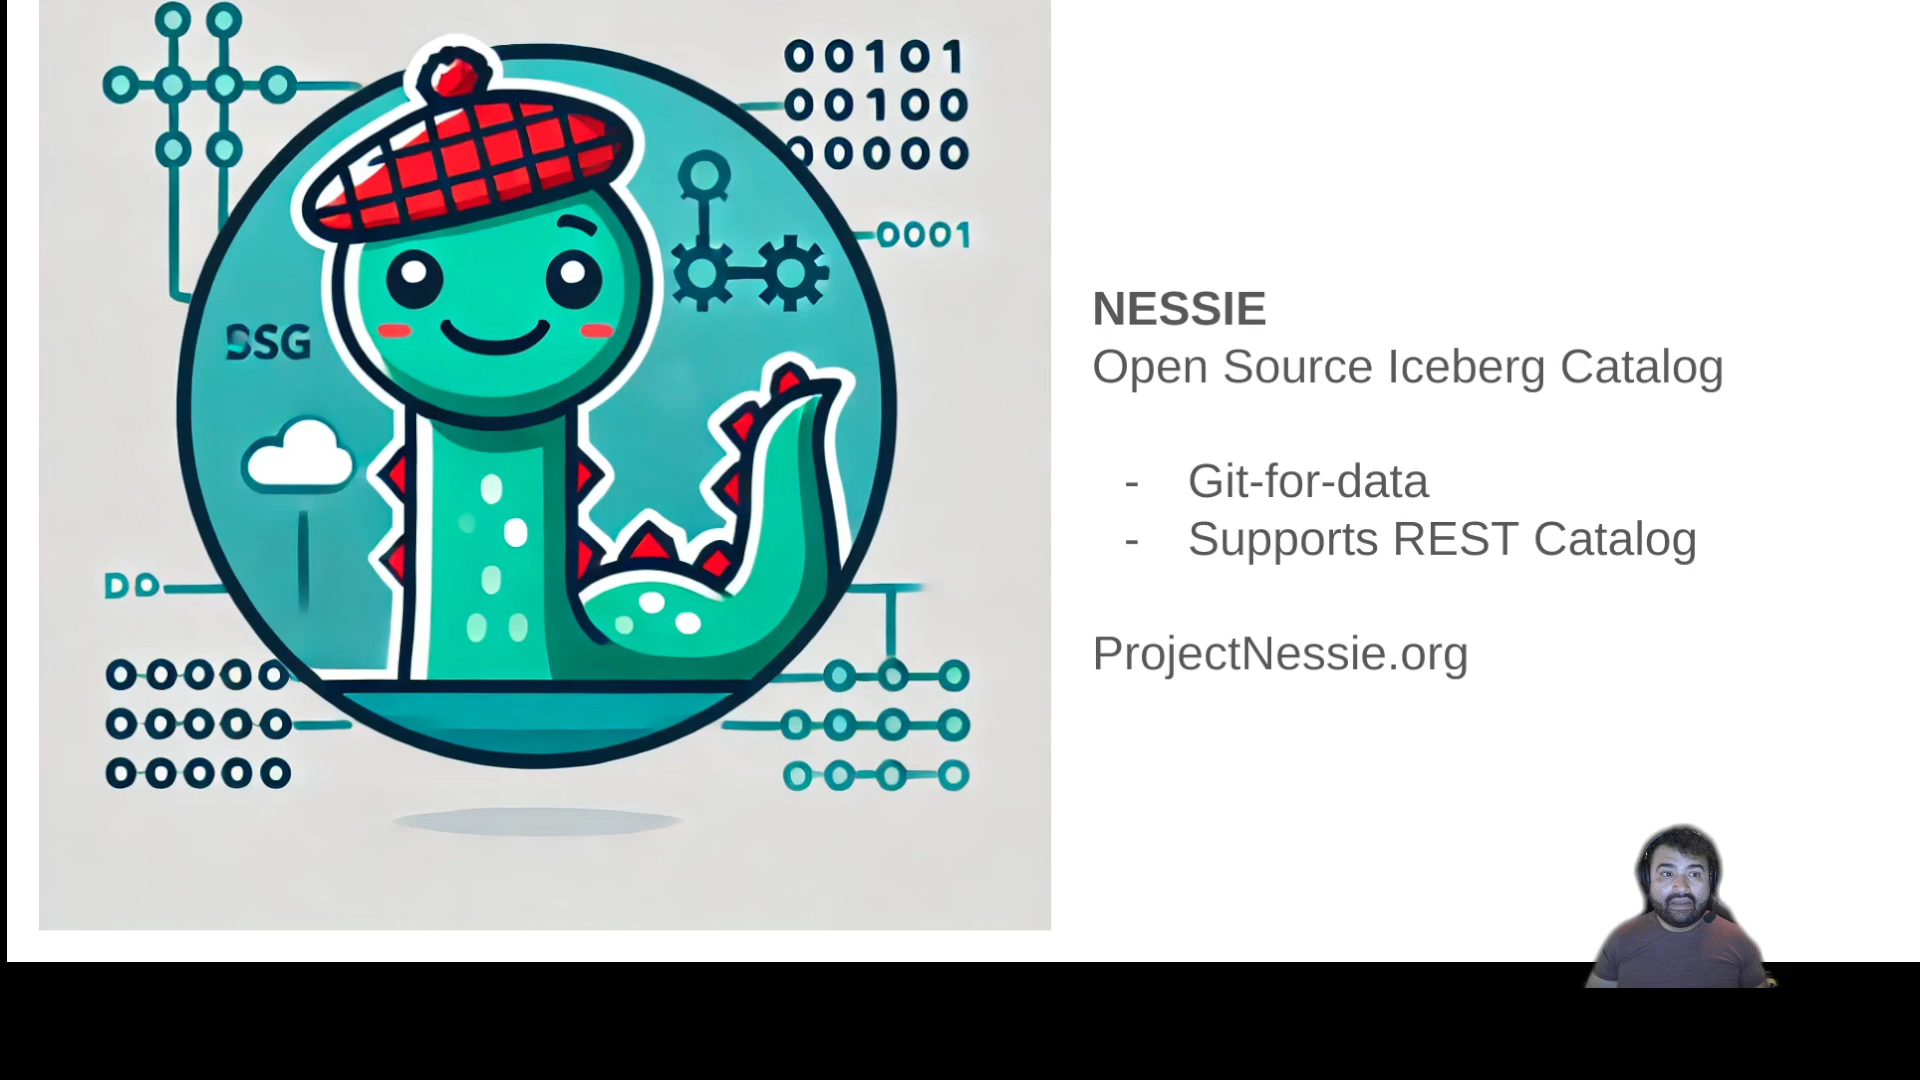 00101
00100
00000
0001
BSG
DO
00000
00000
00000
NESSIE
Open Source Iceberg Catalog
- Git-for-data
- Supports REST Catalog
ProjectNessie.org